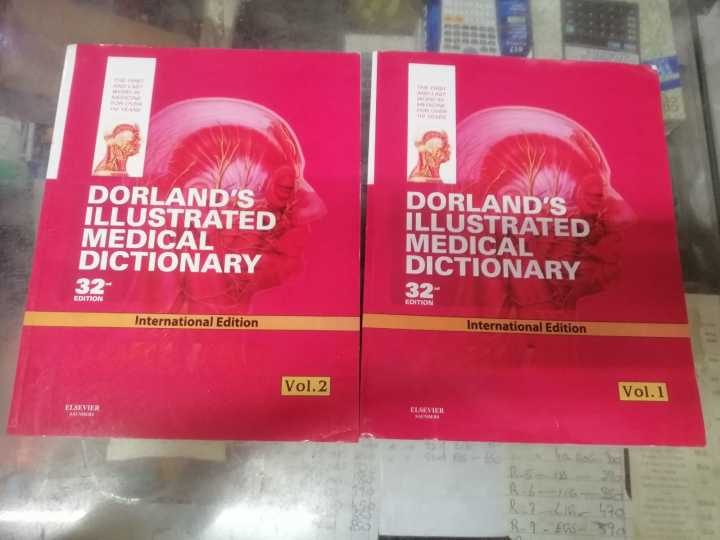 THE FIRST
AND LAST
WORD IN
MEDICINE
FOR OVER
110 YEARS
DORLAND'S
ILLUSTRATED
MEDICAL
DICTIONARY
32nd
EDITION
International Edition
Vol.2
ELSEVIER
SAUNDERS
THE FIRST
AND LAST
WORD IN
MEDICINE
FOR OVER
110 YEARS
DORLAND'S
ILLUSTRATED
MEDICAL
DICTIONARY
32nd
EDITION
International Edition
Vol.1
ELSEVIER
SAUNDERS